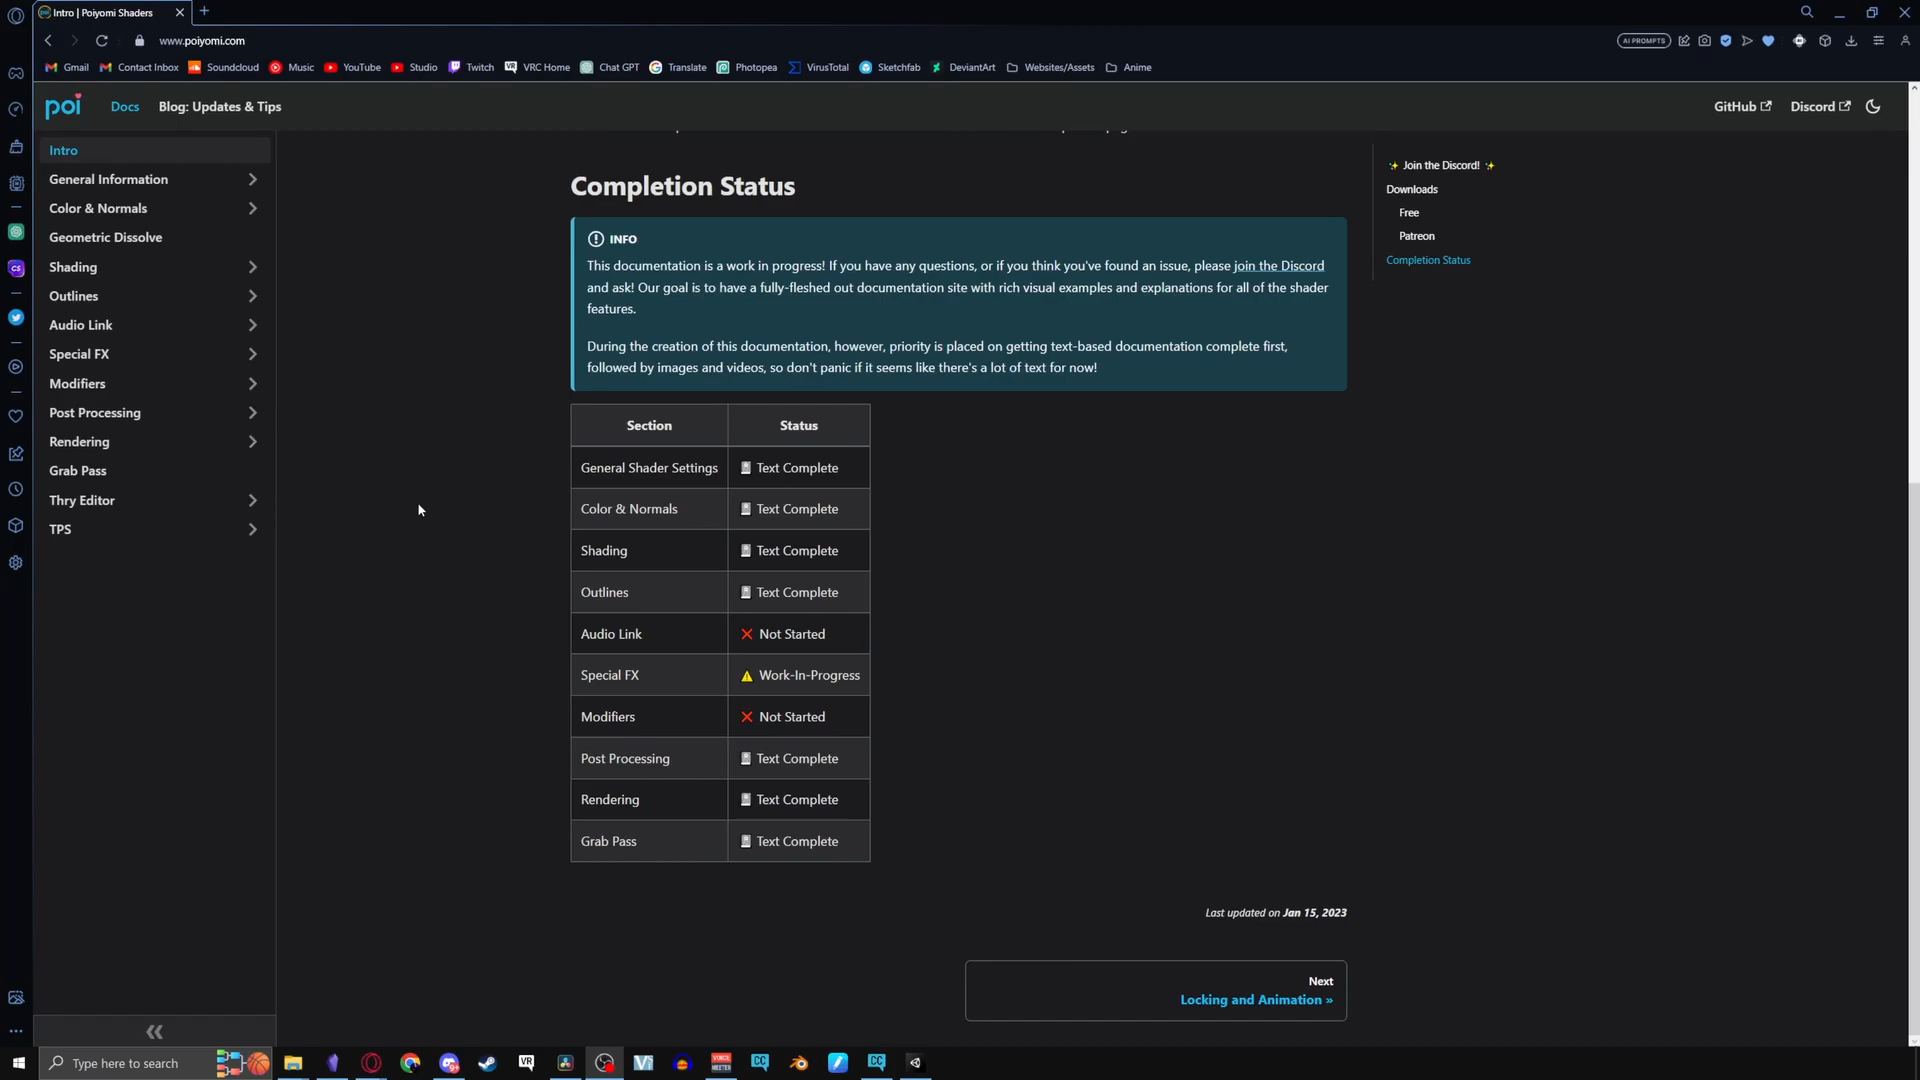 Intro | Poiyomi Shaders
www.poiyomi.com
AI PROMPTS
Gmail
Contact Inbox
Soundcloud
Music
YouTube
Studio
Twitch
VRC Home
Chat GPT
Translate
Photopea
VirusTotal
Sketchfab
DeviantArt
Websites/Assets
Anime
poi
Docs
Blog: Updates & Tips
GitHub
Discord
Intro
General Information
Color & Normals
Geometric Dissolve
Shading
Outlines
Audio Link
Special FX
Modifiers
Post Processing
Rendering
Grab Pass
Thry Editor
TPS
Completion Status
INFO
This documentation is a work in progress! If you have any questions, or if you think you've found an issue, please join the Discord
and ask! Our goal is to have a fully-fleshed out documentation site with rich visual examples and explanations for all of the shader
features.
During the creation of this documentation, however, priority is placed on getting text-based documentation complete first,
followed by images and videos, so don't panic if it seems like there's a lot of text for now!
Section Status
General Shader Settings Text Complete
Color & Normals Text Complete
Shading Text Complete
Outlines Text Complete
Audio Link ❌ Not Started
Special FX ⚠ Work-In-Progress
Modifiers ❌ Not Started
Post Processing Text Complete
Rendering Text Complete
Grab Pass Text Complete
Last updated on Jan 15, 2023
Next
Locking and Animation »
✨ Join the Discord! ✨
Downloads
Free
Patreon
Completion Status
Type here to search